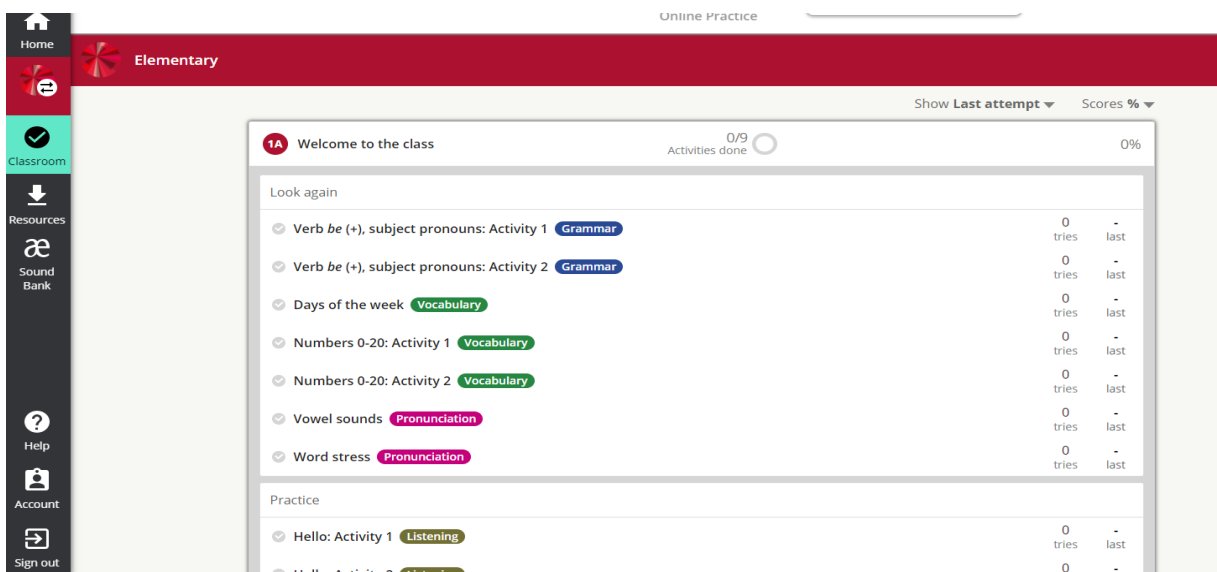 Online Practice
Home
Elementary
Show Last attempt
Scores %
Classroom
1A Welcome to the class
0/9
Activities done
0%
Look again
Resources
Verb be (+), subject pronouns: Activity 1 Grammar
0 tries
- last
æ
Sound Bank
Verb be (+), subject pronouns: Activity 2 Grammar
0 tries
- last
Days of the week Vocabulary
0 tries
- last
Numbers 0-20: Activity 1 Vocabulary
0 tries
- last
Numbers 0-20: Activity 2 Vocabulary
0 tries
- last
Vowel sounds Pronunciation
0 tries
- last
Help
Word stress Pronunciation
0 tries
- last
Account
Practice
Hello: Activity 1 Listening
0 tries
- last
Sign out
0
-